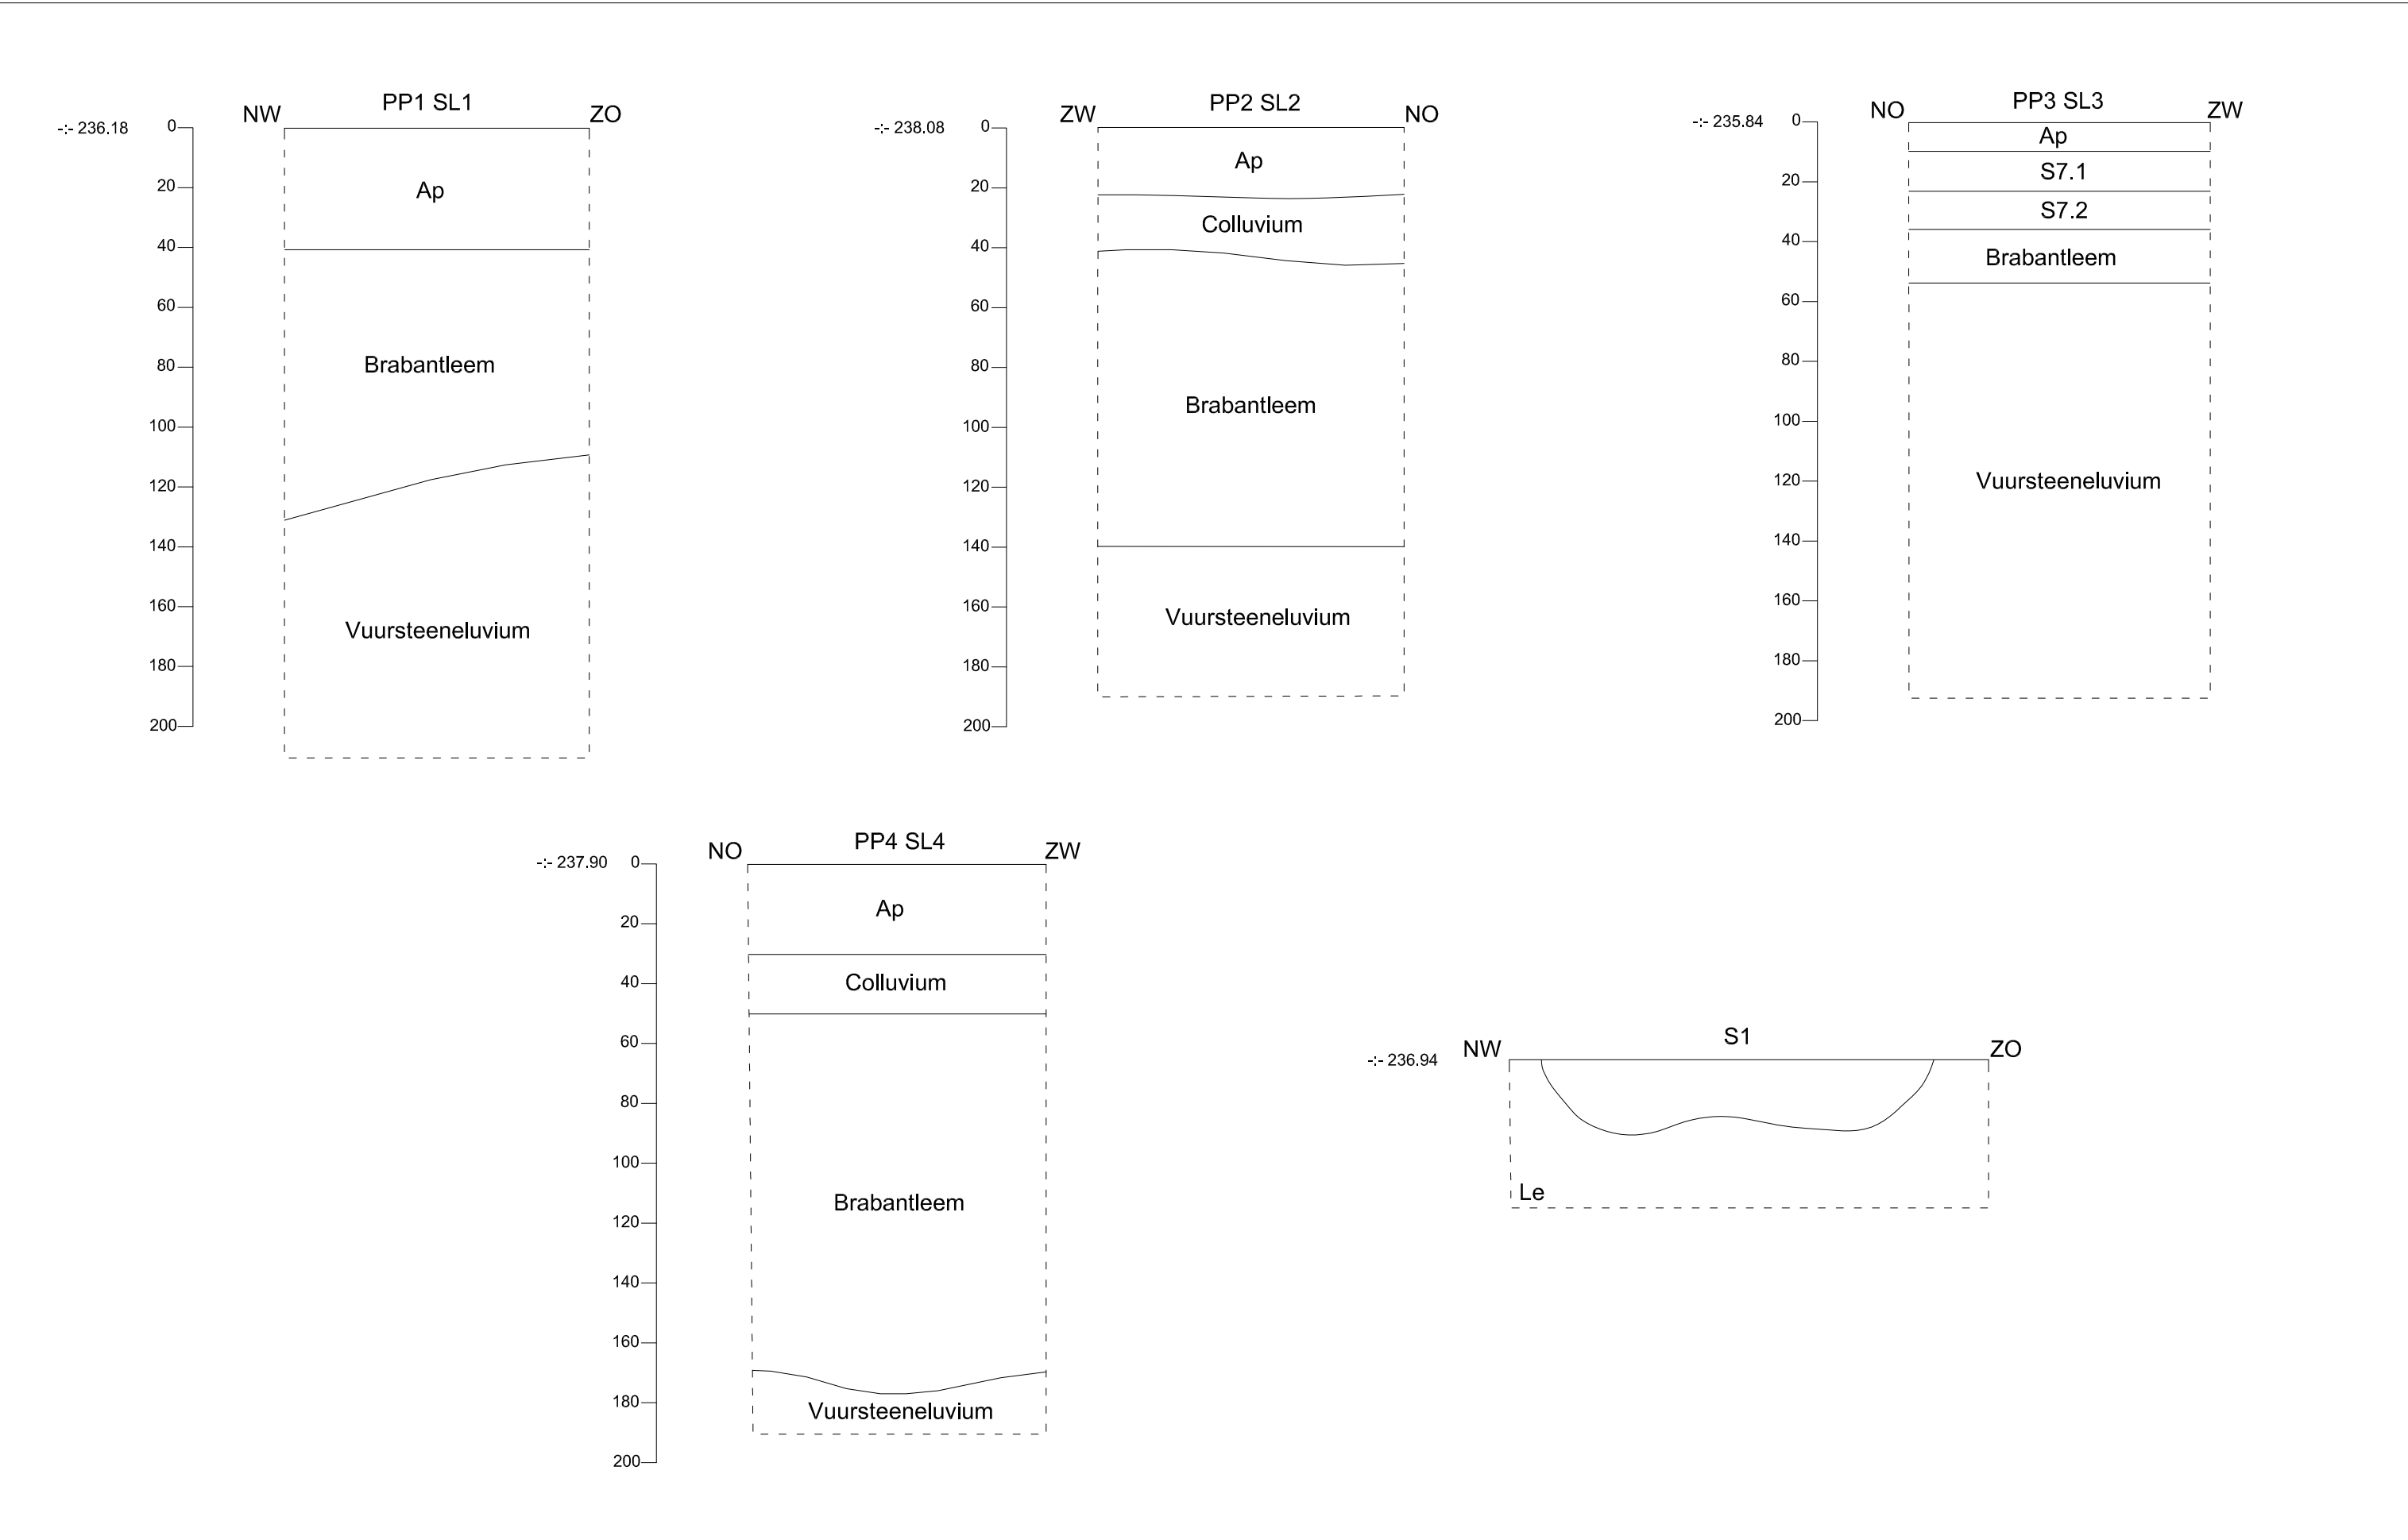 PP1 SL1
NW
ZO
-:- 236.18
0
20
40
60
80
100
120
140
160
180
200
Ap
Brabantleem
Vuursteeneluvium
PP2 SL2
ZW
NO
-:- 238.08
0
20
40
60
80
100
120
140
160
180
200
Ap
Colluvium
Brabantleem
Vuursteeneluvium
PP3 SL3
NO
ZW
-:- 235.84
0
20
40
60
80
100
120
140
160
180
200
Ap
S7.1
S7.2
Brabantleem
Vuursteeneluvium
PP4 SL4
NO
ZW
-:- 237.90
0
20
40
60
80
100
120
140
160
180
200
Ap
Colluvium
Brabantleem
Vuursteeneluvium
S1
NW
ZO
-:- 236.94
Le